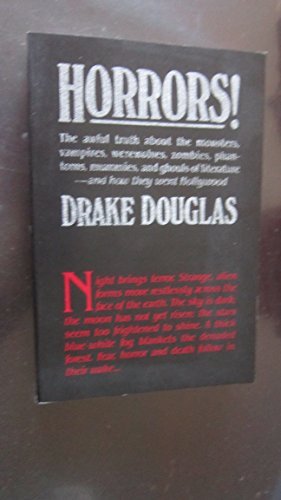 HORRORS!
The awful truth about the monsters,
vampires, werewolves, zombies, phan-
toms, mummies, and ghouls of literature
—and how they went Hollywood
DRAKE DOUGLAS
Night brings terror. Strange, alien
forms move restlessly across the
face of the earth. The sky is dark;
the moon has not yet risen; the stars
seem too frightened to shine. A thick
blue-white fog blankets the denuded
forest. Fear, horror and death follow in
their wake...